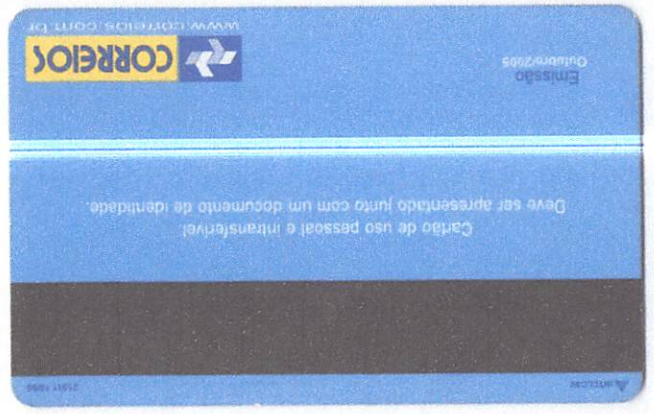 Cartão de uso pessoal e intransferível.
Deve ser apresentado junto com um documento de identidade.
Emissão
Outubro/2005
CORREIOS
www.correios.com.br